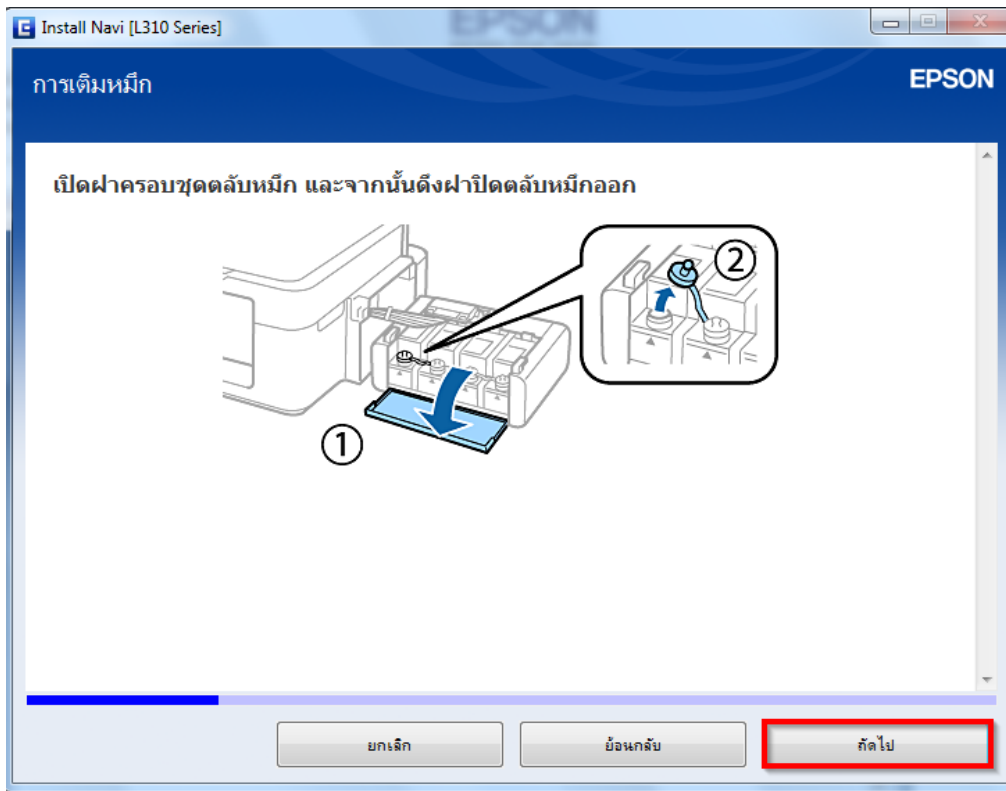 Install Navi [L310 Series]
EPSON
การเติมหมึก
EPSON
เปิดฝาครอบชุดตลับหมึก และจากนั้นดึงฝาปิดตลับหมึกออก
②
①
ยกเลิก
ย้อนกลับ
ถัดไป